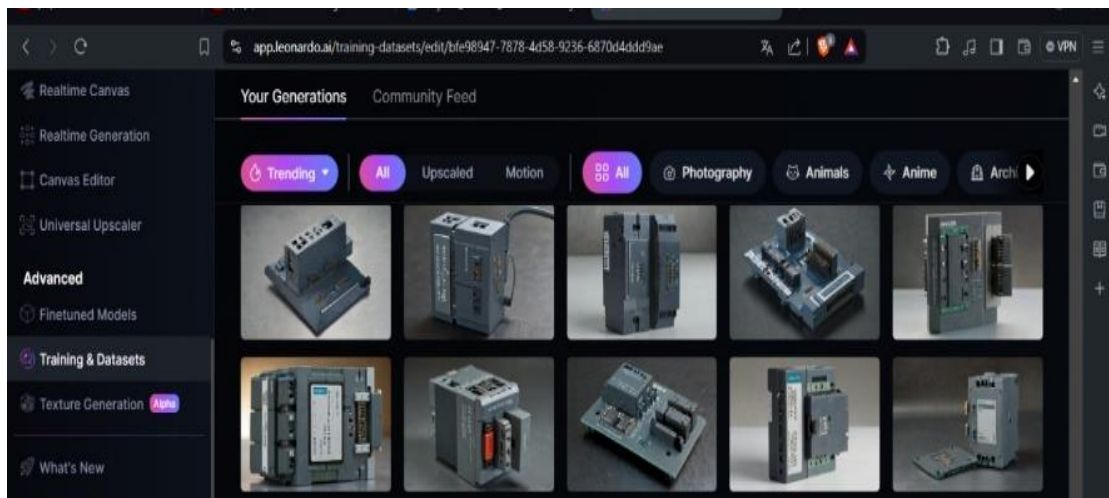 app.leonardo.ai/training-datasets/edit/bfe98947-7878-4d58-9236-6870d4ddd9ae
VPN
Realtime Canvas
Realtime Generation
Canvas Editor
Universal Upscaler
Advanced
Finetuned Models
Training & Datasets
Texture Generation Alpha
What's New
Your Generations Community Feed
Trending All Upscaled Motion All Photography Animals Anime Archi